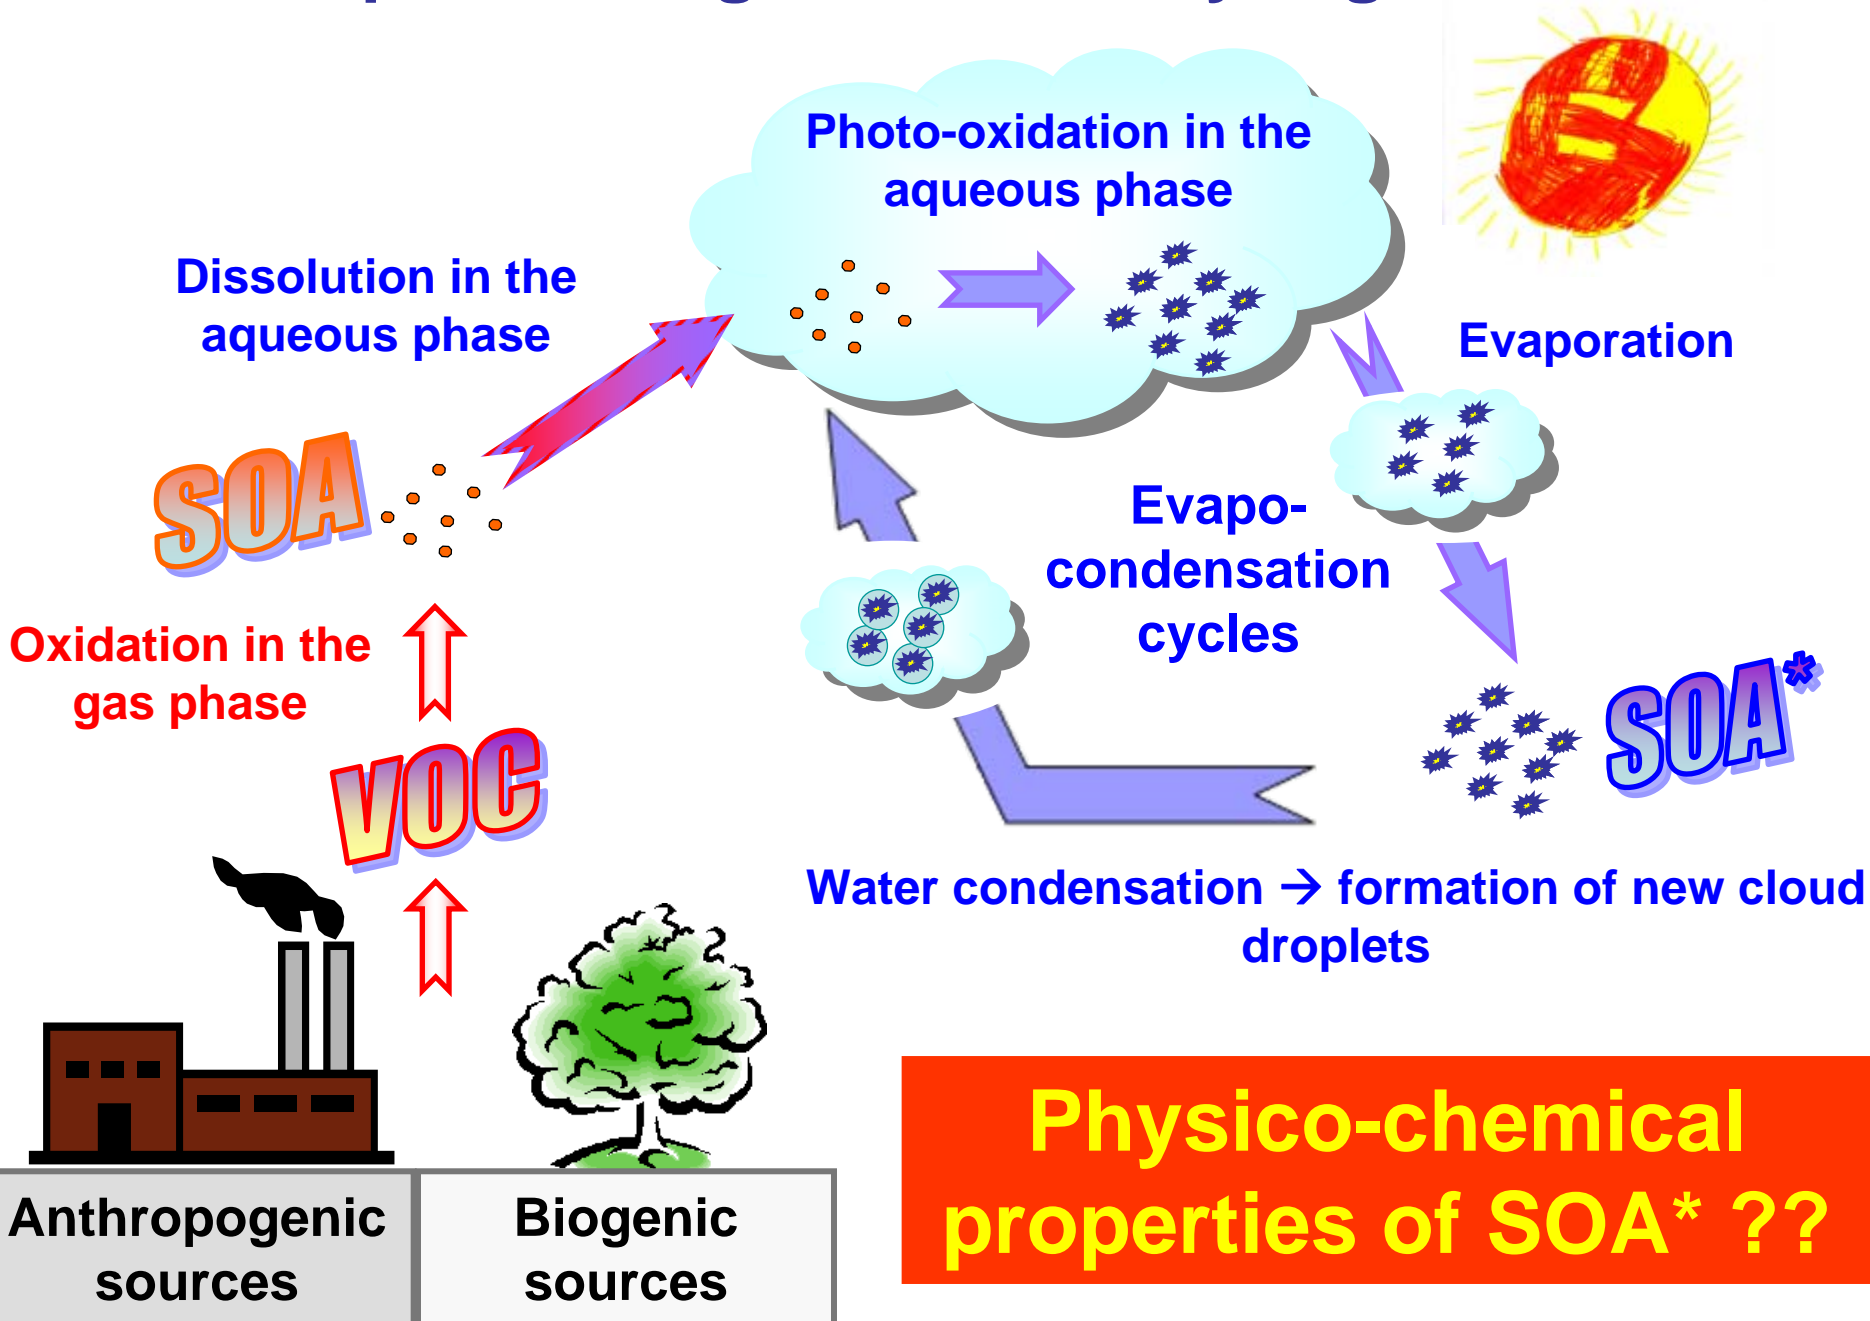 Photo-oxidation in the
aqueous phase
Dissolution in the
aqueous phase
Evaporation
SOA
Evapo-
condensation
cycles
Oxidation in the
gas phase
SOA*
VOC
Water condensation → formation of new cloud
droplets
Anthropogenic
sources
Biogenic
sources
Physico-chemical
properties of SOA* ??